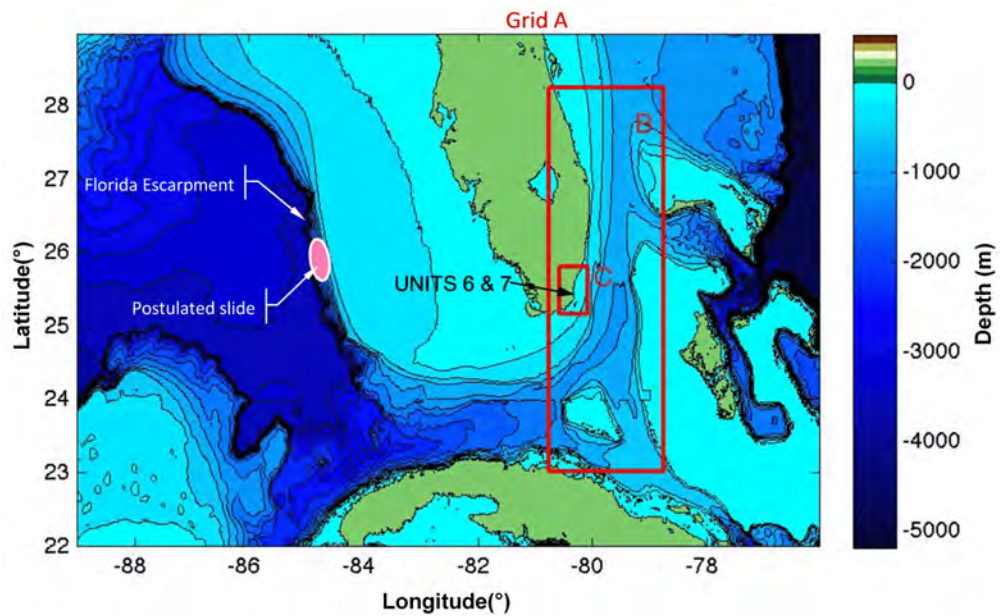 Grid A
28
27
26
25
24
23
22
Latitude(°)
Florida Escarpment
Postulated slide
UNITS 6 & 7
B
C
-88
-86
-84
-82
-80
-78
Longitude(°)
0
-1000
-2000
-3000
-4000
-5000
Depth (m)